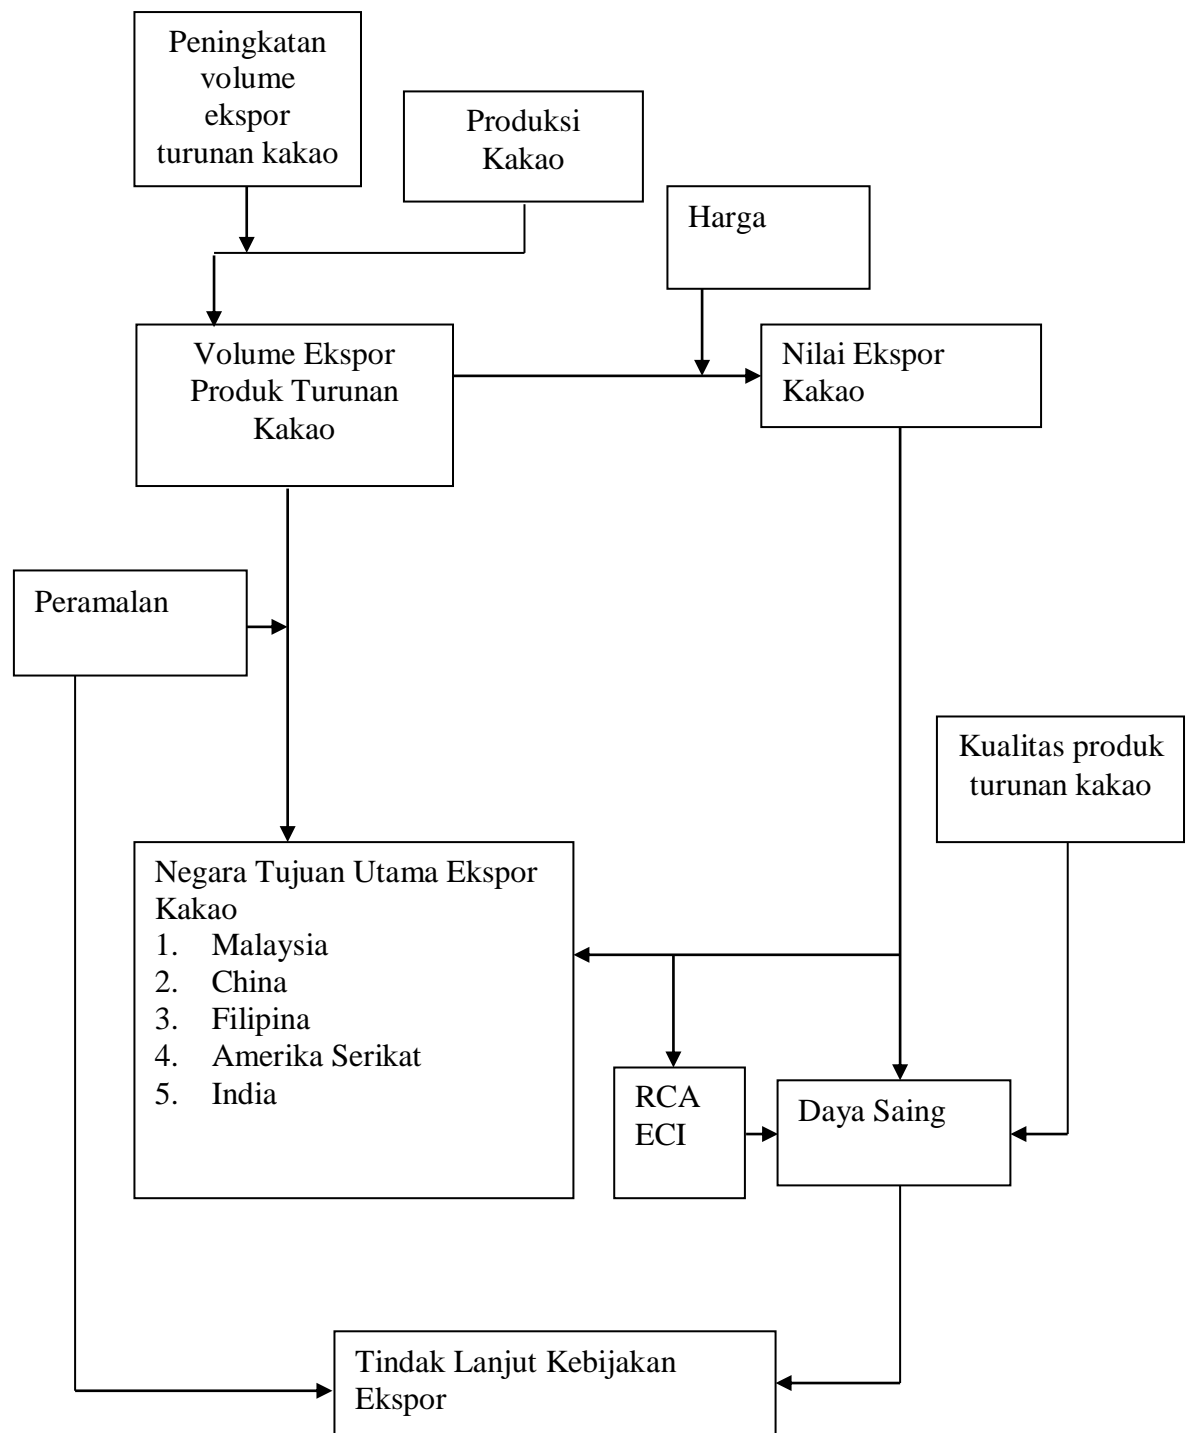 Peningkatan
volume
ekspor
turunan kakao
Produksi
Kakao
Harga
Volume Ekspor
Produk Turunan
Kakao
Nilai Ekspor
Kakao
Peramalan
Kualitas produk
turunan kakao
Negara Tujuan Utama Ekspor
Kakao
1. Malaysia
2. China
3. Filipina
4. Amerika Serikat
5. India
RCA
ECI
Daya Saing
Tindak Lanjut Kebijakan
Ekspor